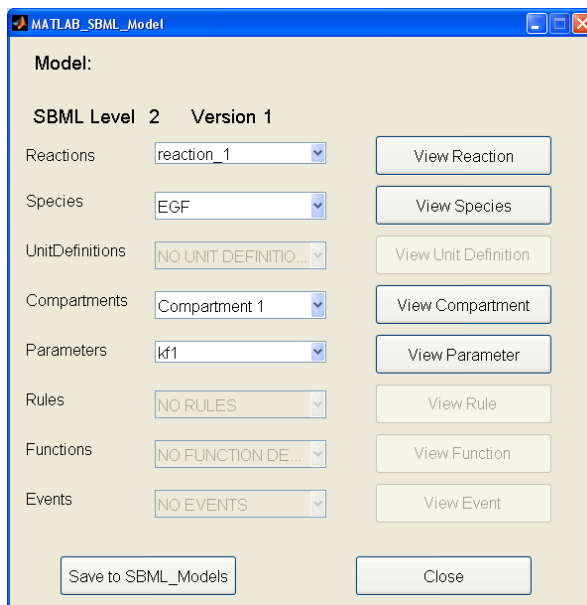 MATLAB_SBML_Model
Model:
SBML Level 2 Version 1
Reactions reaction_1 View Reaction
Species EGF View Species
UnitDefinitions NO UNIT DEFINITIO... View Unit Definition
Compartments Compartment 1 View Compartment
Parameters kf1 View Parameter
Rules NO RULES View Rule
Functions NO FUNCTION DE... View Function
Events NO EVENTS View Event
Save to SBML_Models Close